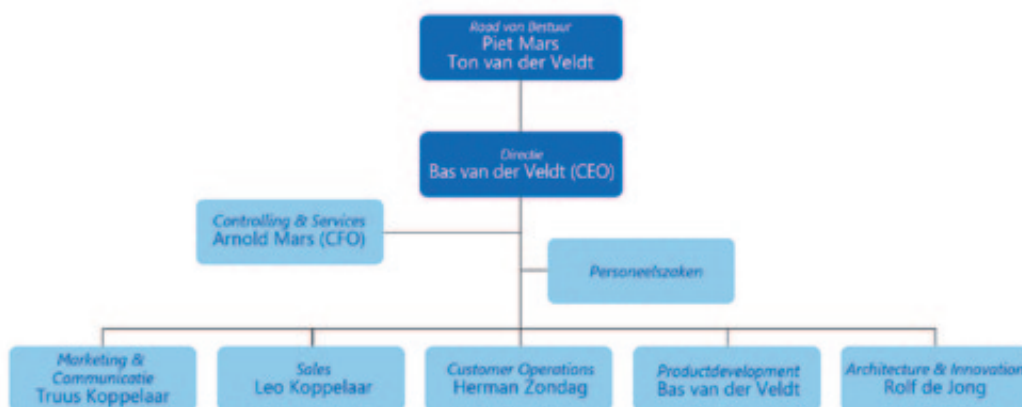 Raad van Bestuur
Piet Mars
Ton van der Veldt
Directie
Bas van der Veldt (CEO)
Controlling & Services
Arnold Mars (CFO)
Personeelszaken
Marketing &
Communicatie
Truus Koppelaar
Sales
Leo Koppelaar
Customer Operations
Herman Zondag
Productdevelopment
Bas van der Veldt
Architecture & Innovation
Rolf de Jong